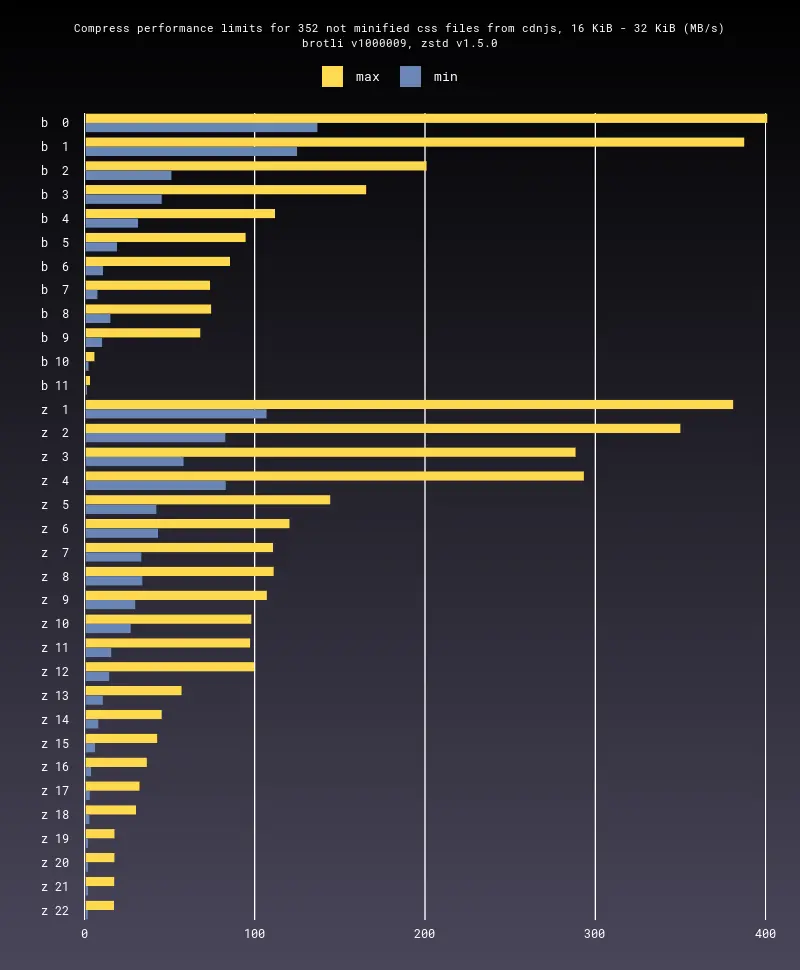 Compress performance limits for 352 not minified css files from cdnjs, 16 KiB - 32 KiB (MB/s)
brotli v1000009, zstd v1.5.0
max min
b 0
b 1
b 2
b 3
b 4
b 5
b 6
b 7
b 8
b 9
b 10
b 11
z 1
z 2
z 3
z 4
z 5
z 6
z 7
z 8
z 9
z 10
z 11
z 12
z 13
z 14
z 15
z 16
z 17
z 18
z 19
z 20
z 21
z 22
0 100 200 300 400